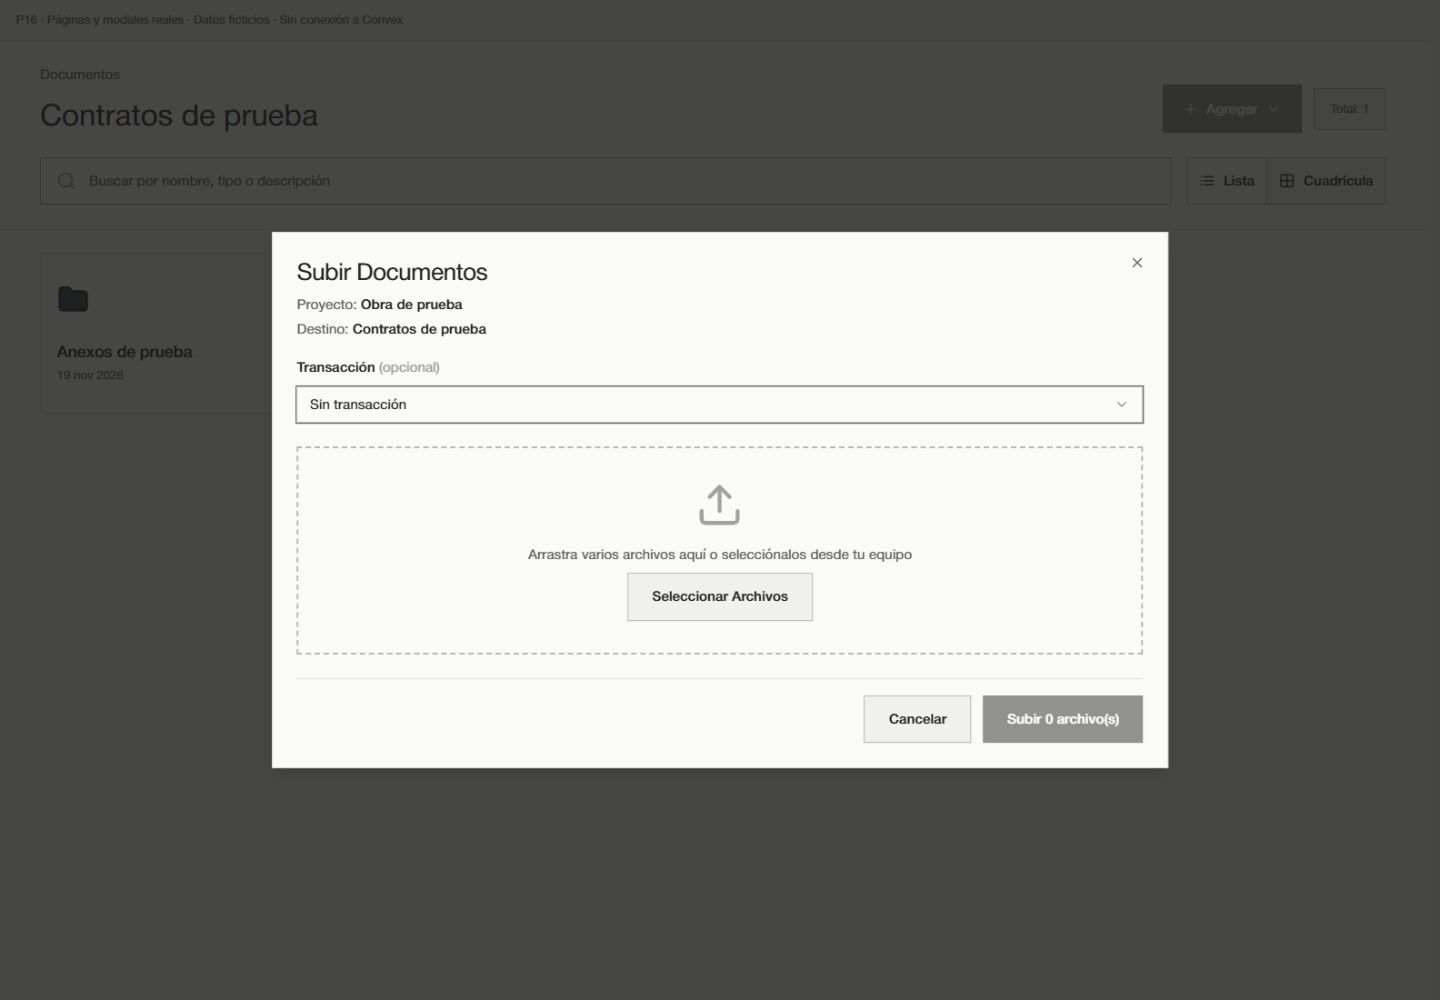 P16 · Páginas y modales reales · Datos ficticios · Sin conexión a Convex
Documentos
Contratos de prueba
Agregar
Total: 1
Buscar por nombre, tipo o descripción
Lista
Cuadrícula
Anexos de prueba
19 nov 2026
Subir Documentos
Proyecto: Obra de prueba
Destino: Contratos de prueba
Transacción (opcional)
Sin transacción
Arrastra varios archivos aquí o selecciónalos desde tu equipo
Seleccionar Archivos
Cancelar
Subir 0 archivo(s)